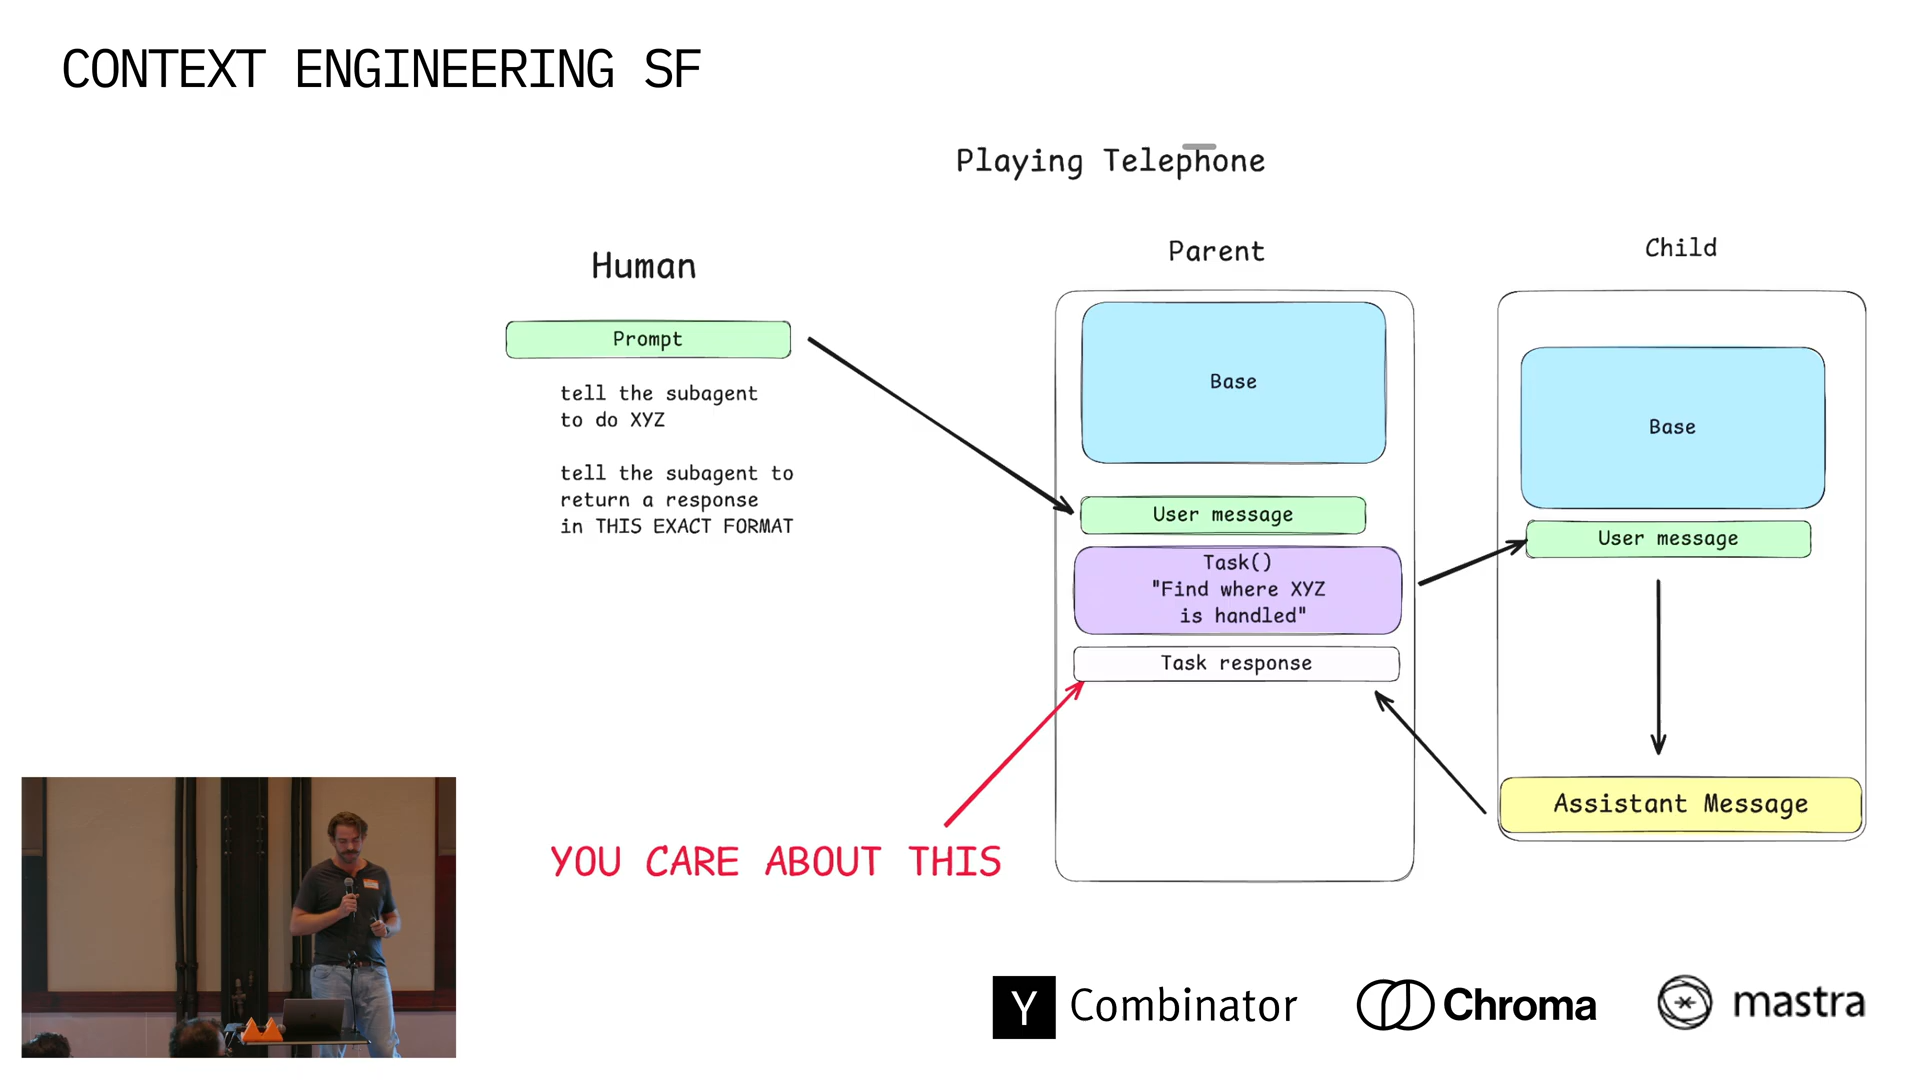 CONTEXT ENGINEERING SF
Playing Telephone
Human
Prompt
tell the subagent
to do XYZ
tell the subagent to
return a response
in THIS EXACT FORMAT
Parent
Base
User message
Task()
"Find where XYZ
is handled"
Task response
Child
Base
User message
Assistant Message
YOU CARE ABOUT THIS
Y Combinator
Chroma
mastra